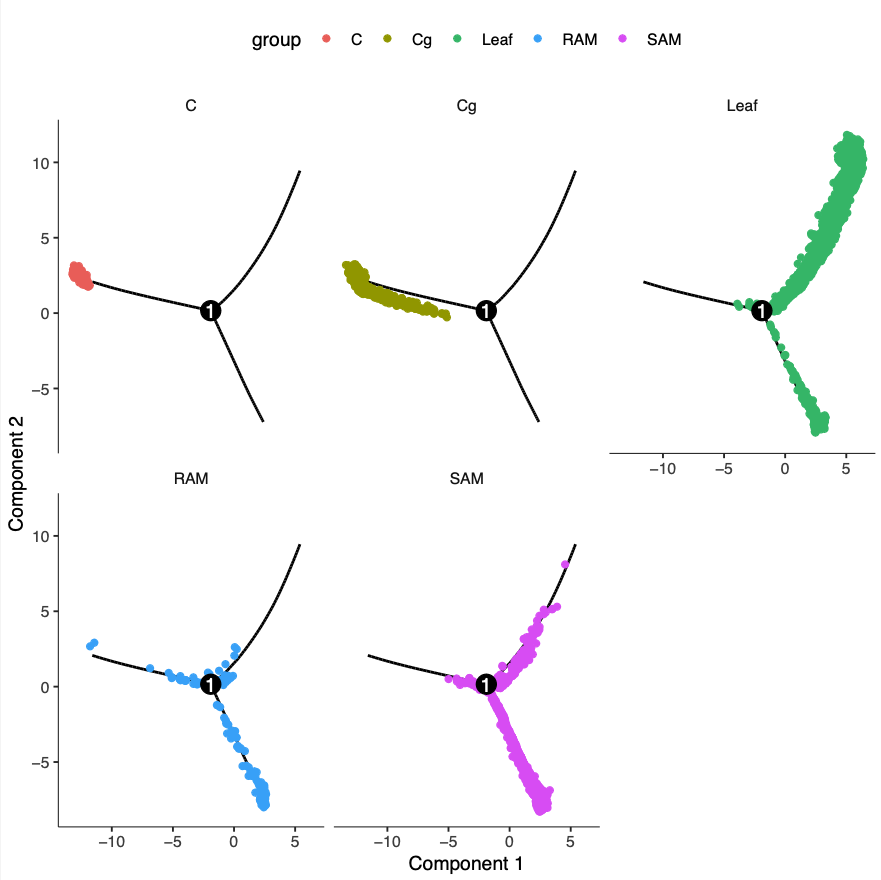 group C Cg Leaf RAM SAM
C Cg Leaf
10
5
0
−5
1 1 1
−10 −5 0 5
Component 2
RAM SAM
10
5
0
−5
1 1
−10 −5 0 5 −10 −5 0 5
Component 1